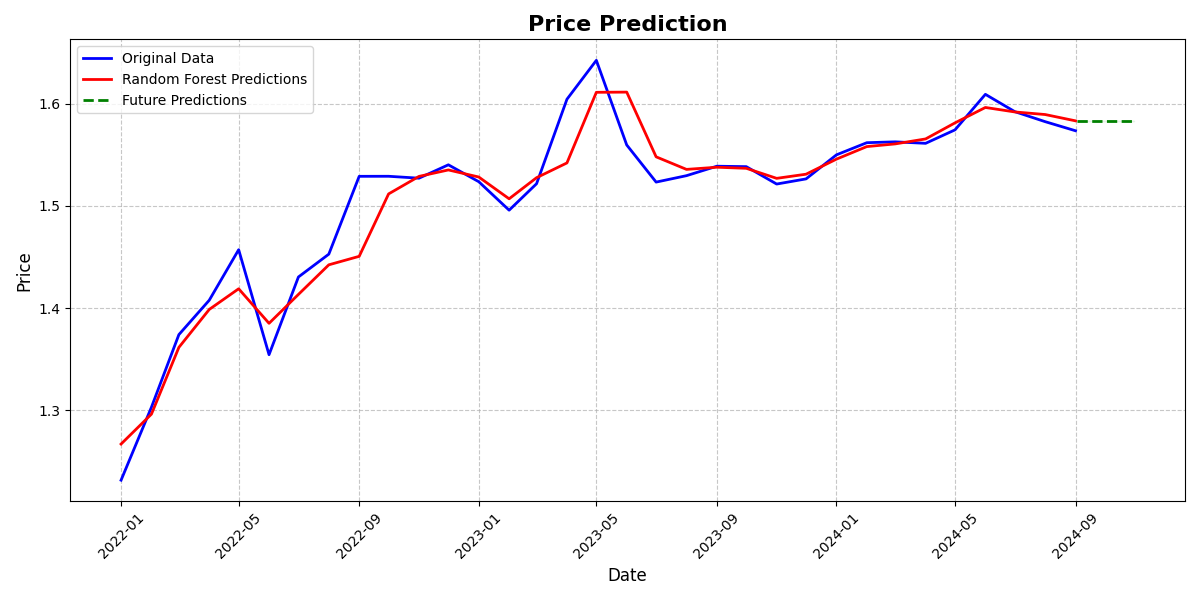 Price Prediction
Original Data
Random Forest Predictions
Future Predictions
Price
1.6
1.5
1.4
1.3
2022-01
2022-05
2022-09
2023-01
2023-05
2023-09
2024-01
2024-05
2024-09
Date